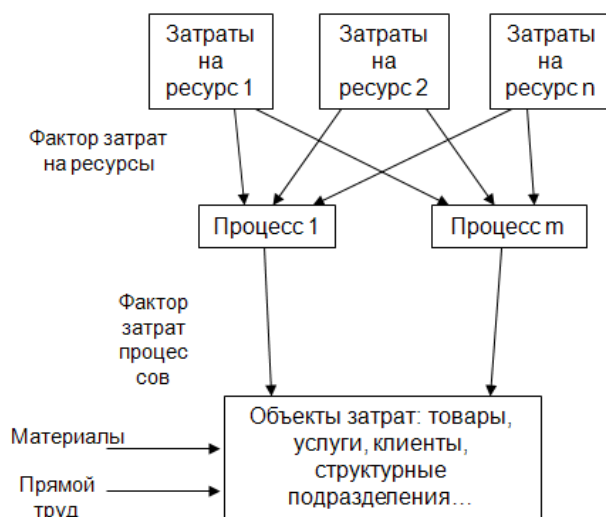 Затраты
на
ресурс 1
Затраты
на
ресурс 2
Затраты
на
ресурс n
Фактор затрат
на ресурсы
Процесс 1
Процесс m
Фактор
затрат
процес
сов
Объекты затрат: товары,
услуги, клиенты,
структурные
подразделения...
Материалы
Прямой
труд